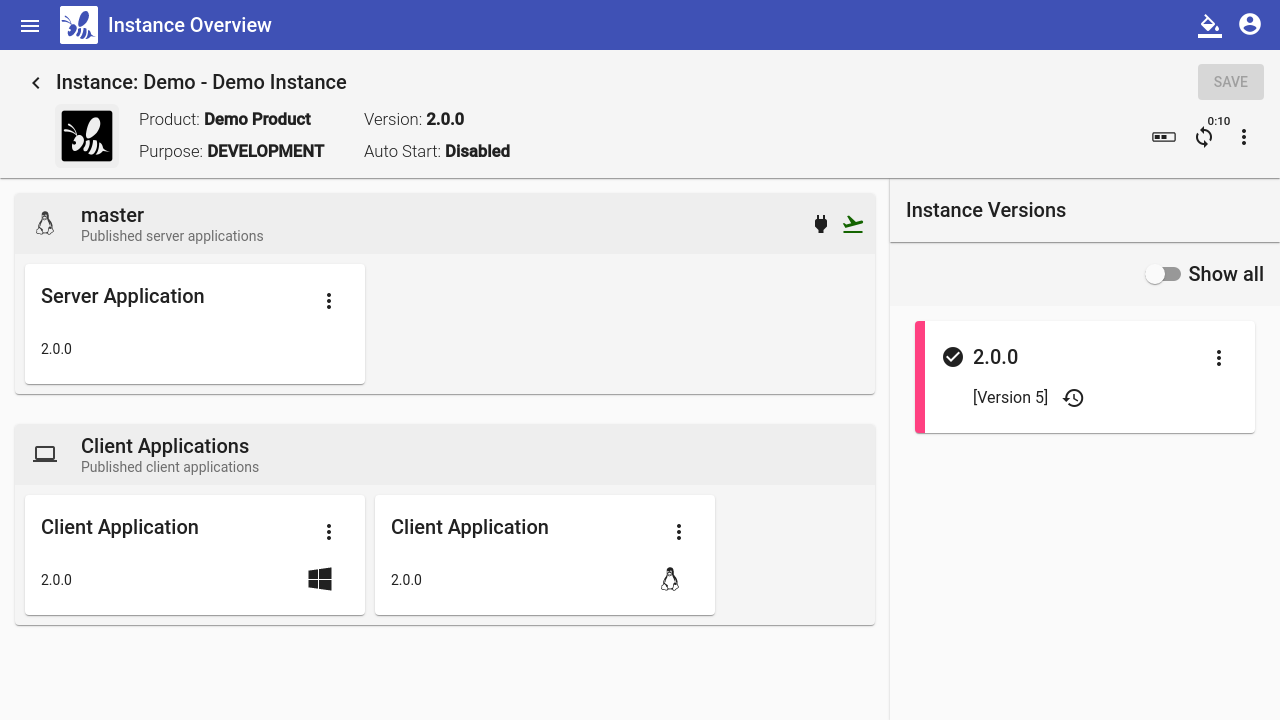 Instance Overview
Instance: Demo - Demo Instance
SAVE
Product: Demo Product
Version: 2.0.0
0:10
Purpose: DEVELOPMENT
Auto Start: Disabled
master
Published server applications
Server Application
2.0.0
Client Applications
Published client applications
Client Application
2.0.0
Client Application
2.0.0
Instance Versions
Show all
2.0.0
[Version 5]